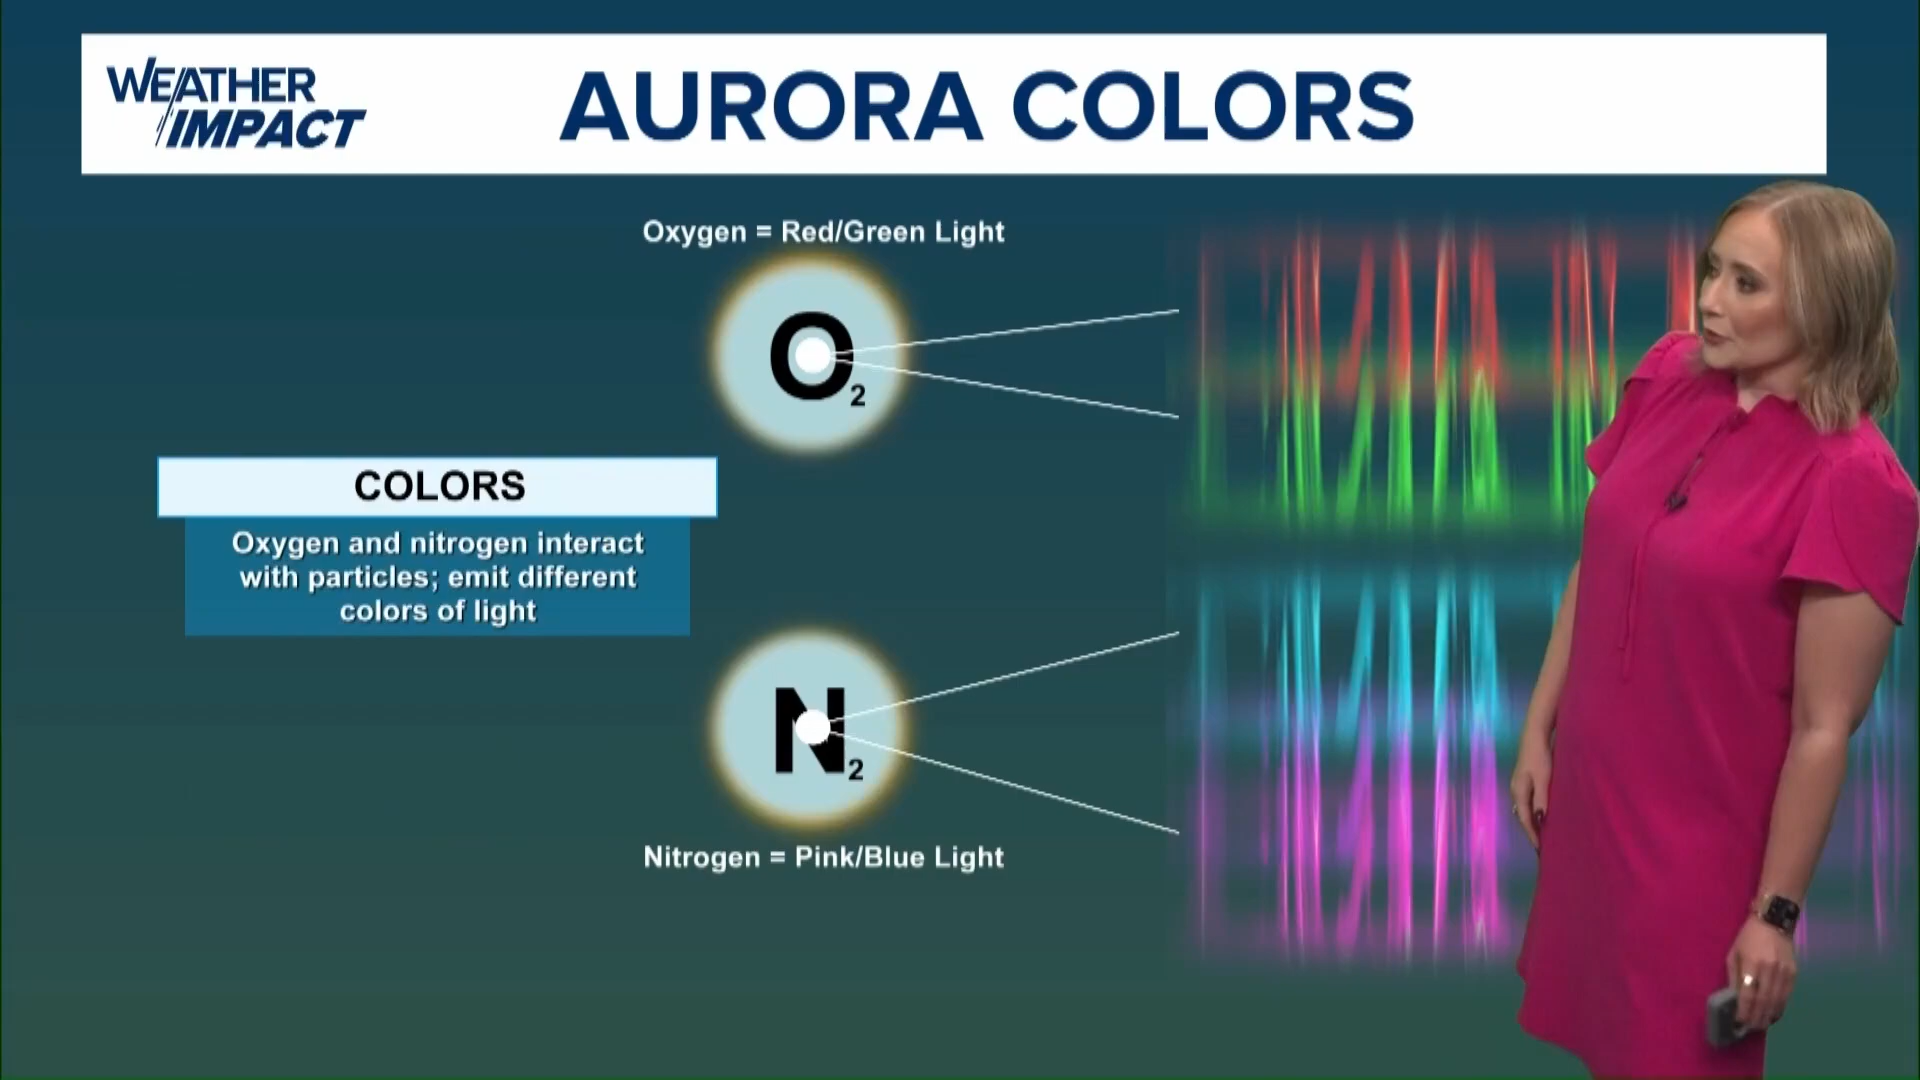 WEATHER
IMPACT
AURORA COLORS
Oxygen = Red/Green Light
O2
COLORS
Oxygen and nitrogen interact
with particles; emit different
colors of light
N2
Nitrogen = Pink/Blue Light